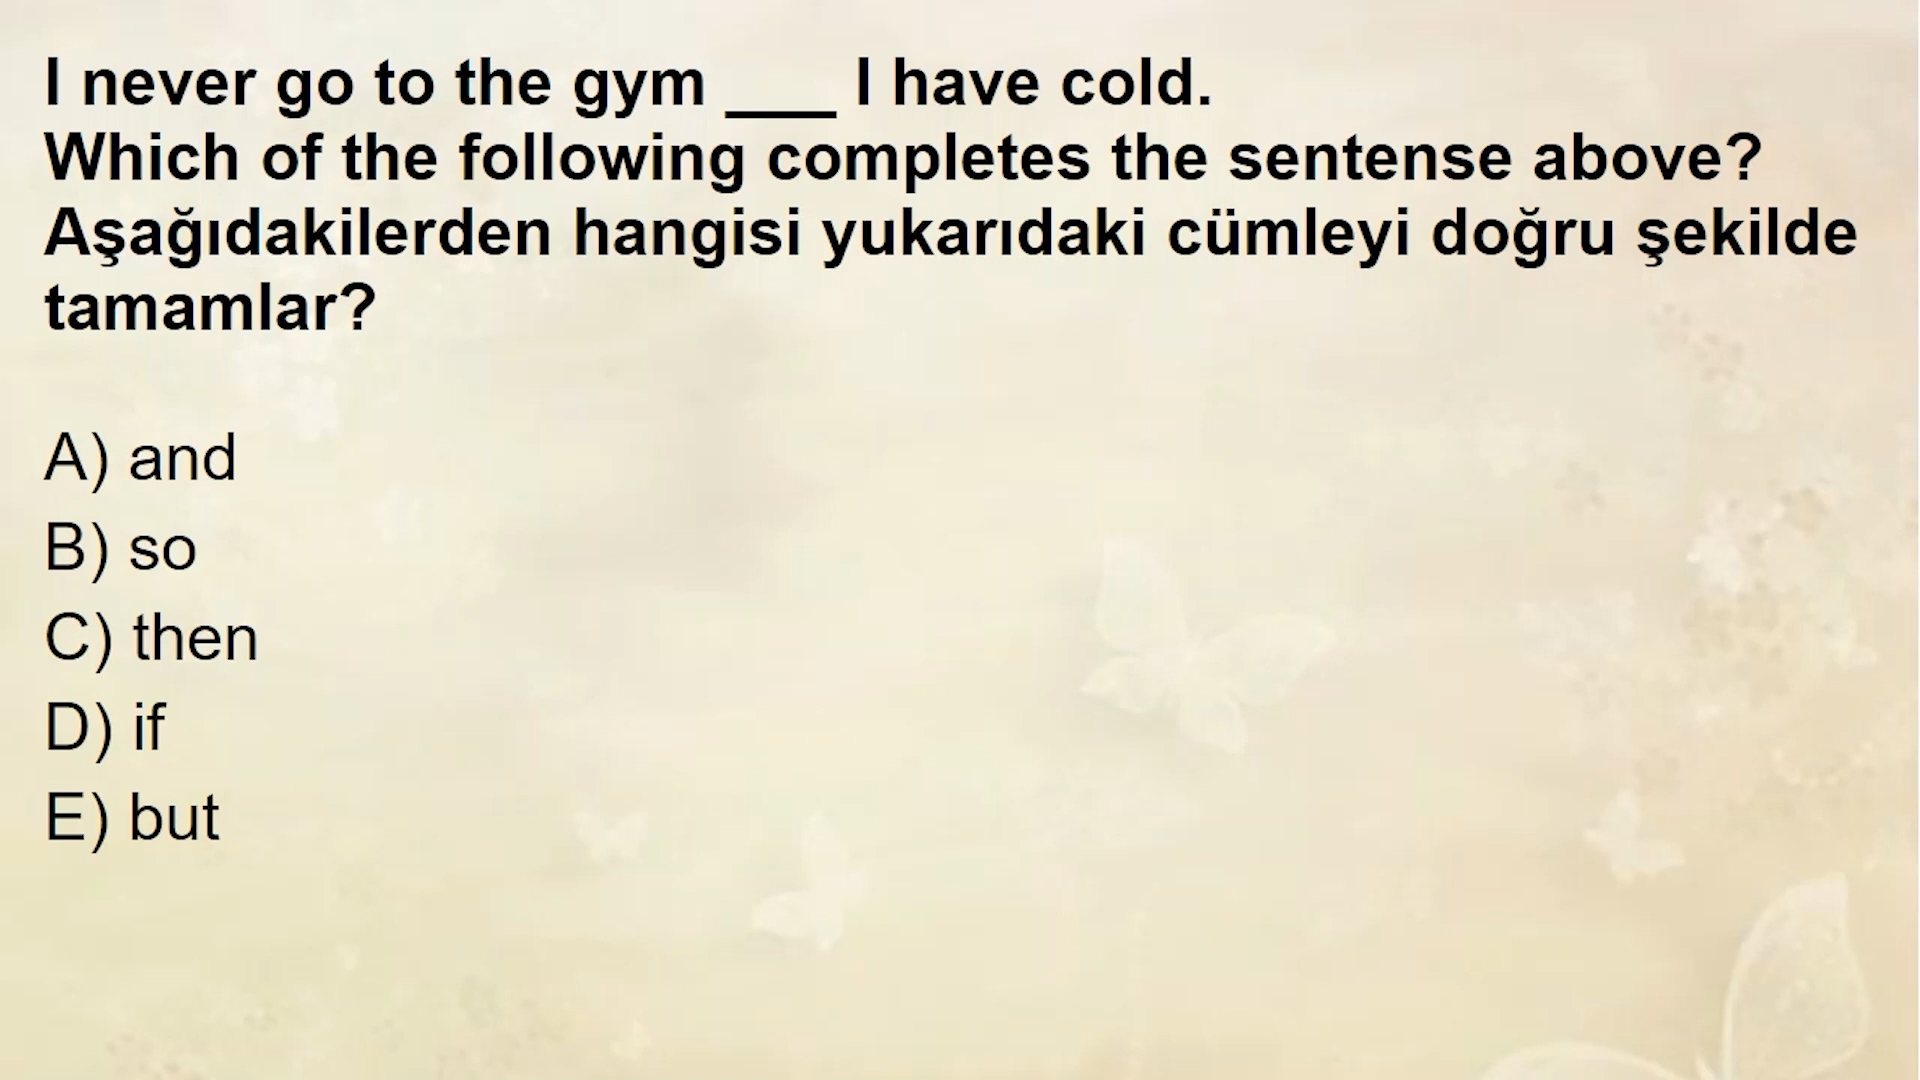 I never go to the gym ___ I have cold.
Which of the following completes the sentense above?
Aşağıdakilerden hangisi yukarıdaki cümleyi doğru şekilde
tamamlar?
A) and
B) so
C) then
D) if
E) but